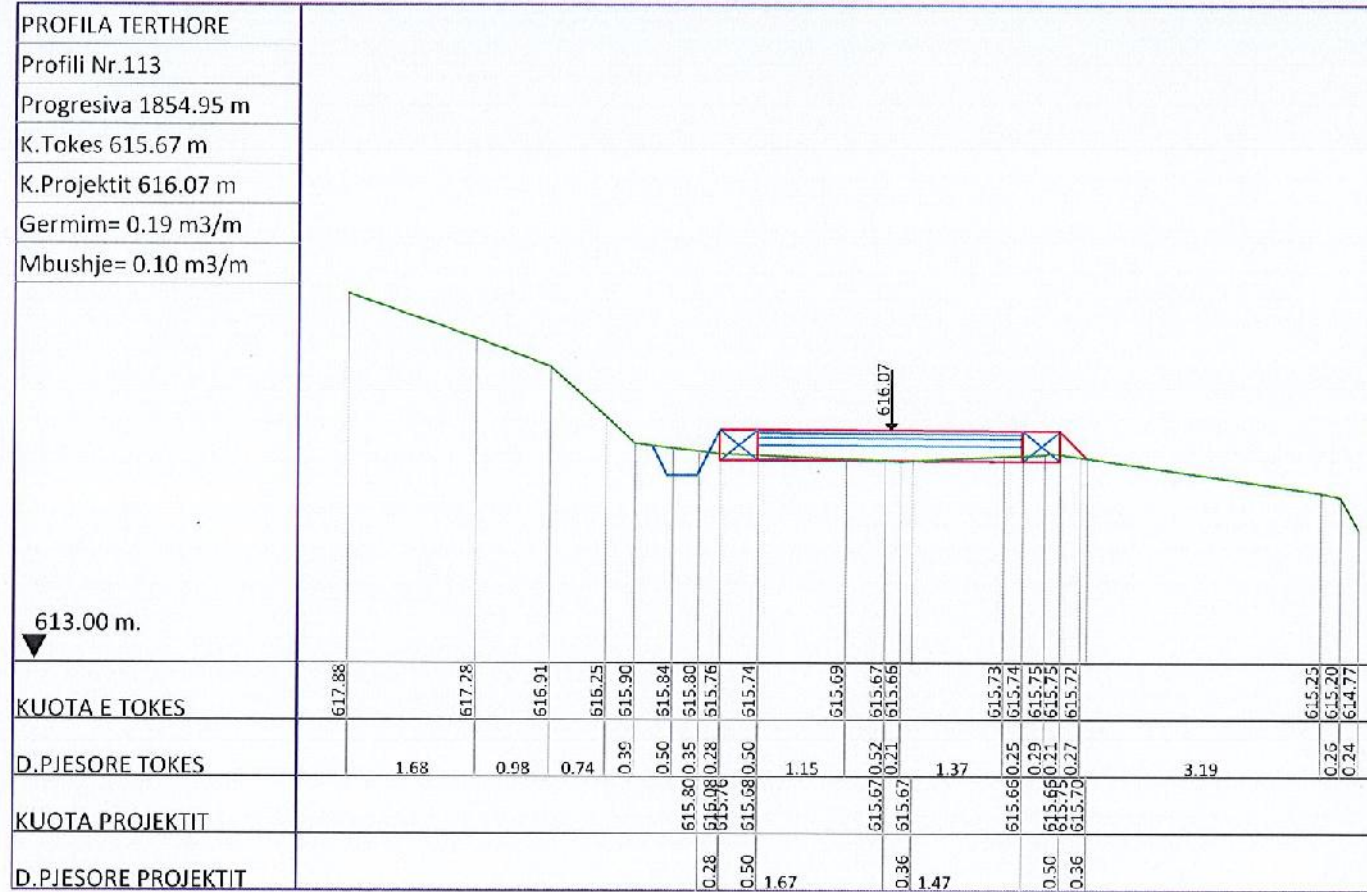 PROFILA TERTHORE
Profili Nr.113
Progresiva 1854.95 m
K.Tokes 615.67 m
K.Projektit 616.07 m
Germim= 0.19 m3/m
Mbushje= 0.10 m3/m
616.07
613.00 m.
KUOTA E TOKES 617.88 617.28 616.91 616.25 615.90 615.84 615.80 615.76 615.74 615.69 615.67 615.66 615.73 615.74 615.75 615.75 615.72 615.25 615.20 614.77
D.PJESORE TOKES 1.68 0.98 0.74 0.39 0.50 0.35 0.28 0.50 1.15 0.52 0.21 1.37 0.25 0.29 0.21 0.27 3.19 0.26 0.24
KUOTA PROJEKTIT 615.80 616.08 615.68 615.67 615.67 615.66 615.70
D.PJESORE PROJEKTIT 0.28 0.50 1.67 0.36 1.47 0.50 0.36